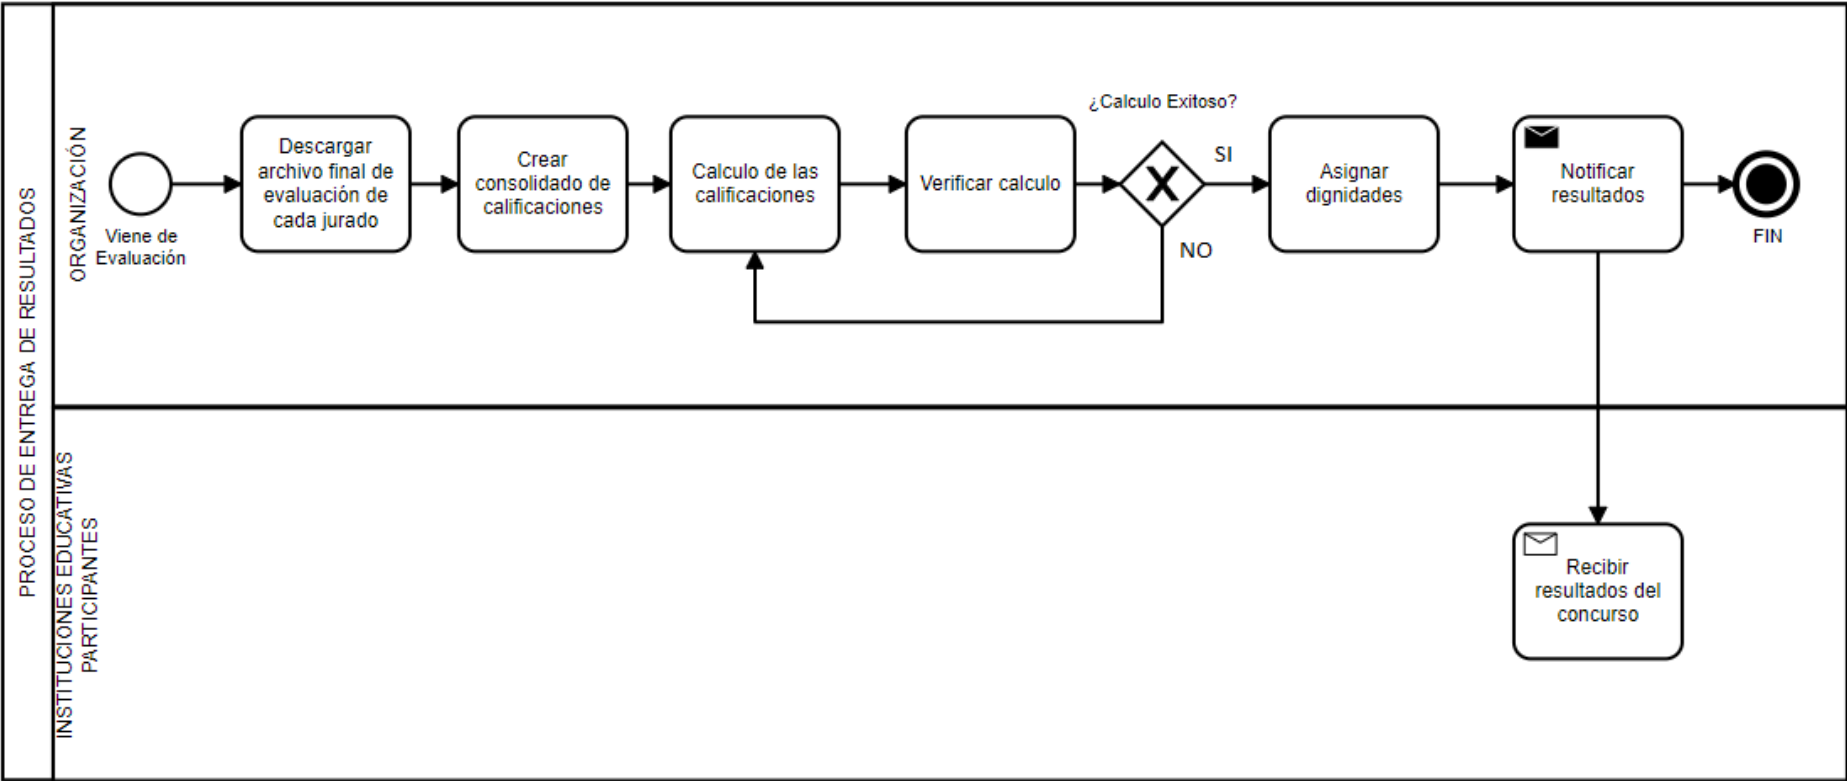 PROCESO DE ENTREGA DE RESULTADOS
ORGANIZACIÓN
Viene de
Evaluación
Descargar
archivo final de
evaluación de
cada jurado
Crear
consolidado de
calificaciones
Calculo de las
calificaciones
Verificar calculo
¿Calculo Exitoso?
SI
NO
Asignar
dignidades
Notificar
resultados
FIN
INSTITUCIONES EDUCATIVAS
PARTICIPANTES
Recibir
resultados del
concurso